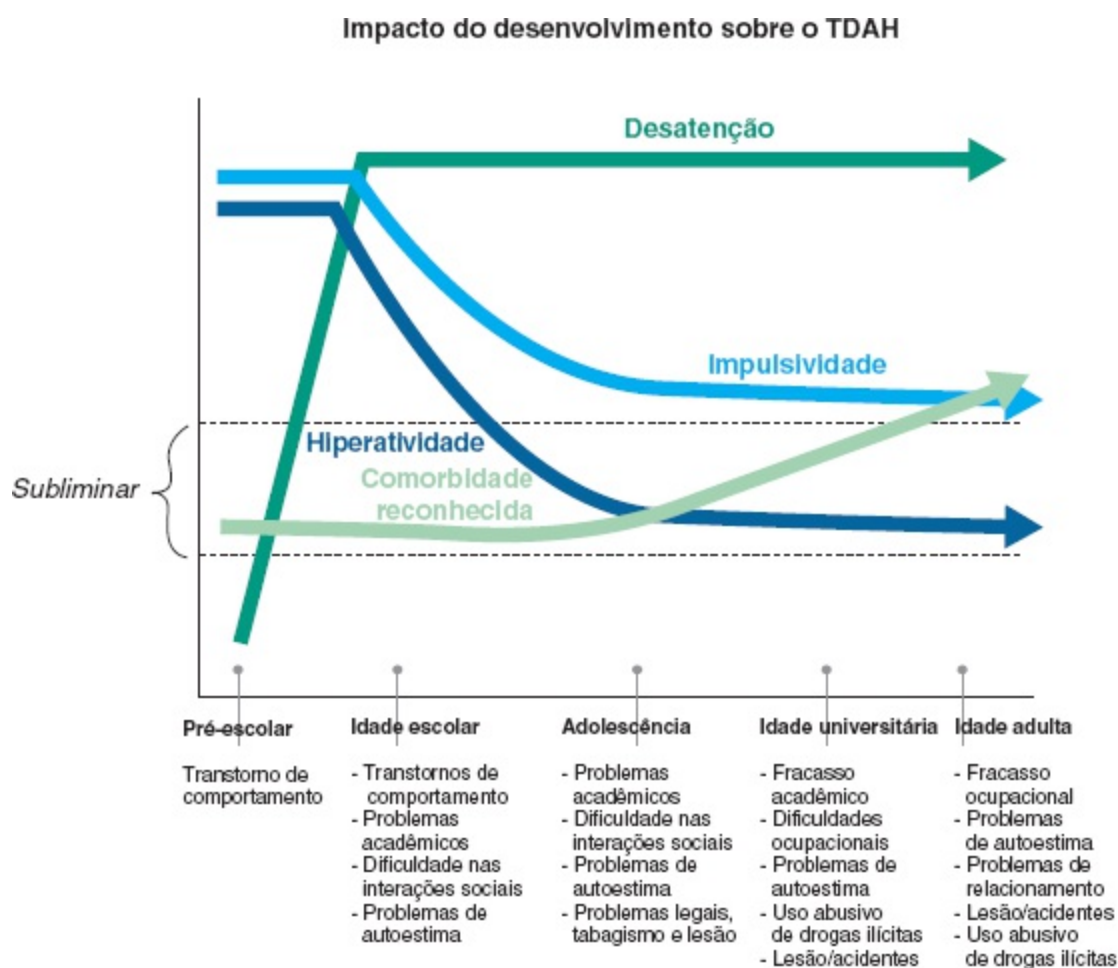 Impacto do desenvolvimento sobre o TDAH
Desatenção
Impulsividade
Hiperatividade
Comorbidade
reconhecida
Subliminar
Pré-escolar
Transtorno de
comportamento
Idade escolar
- Transtornos de
comportamento
- Problemas
acadêmicos
- Dificuldade nas
interações sociais
- Problemas de
autoestima
Adolescência
- Problemas
acadêmicos
- Dificuldade nas
interações sociais
- Problemas de
autoestima
- Problemas legais,
tabagismo e lesão
Idade universitária
- Fracasso
acadêmico
- Dificuldades
ocupacionais
- Problemas de
autoestima
- Uso abusivo
de drogas ilícitas
- Lesão/acidentes
Idade adulta
- Fracasso
ocupacional
- Problemas
de autoestima
- Problemas de
relacionamento
- Lesão/acidentes
- Uso abusivo
de drogas ilícitas